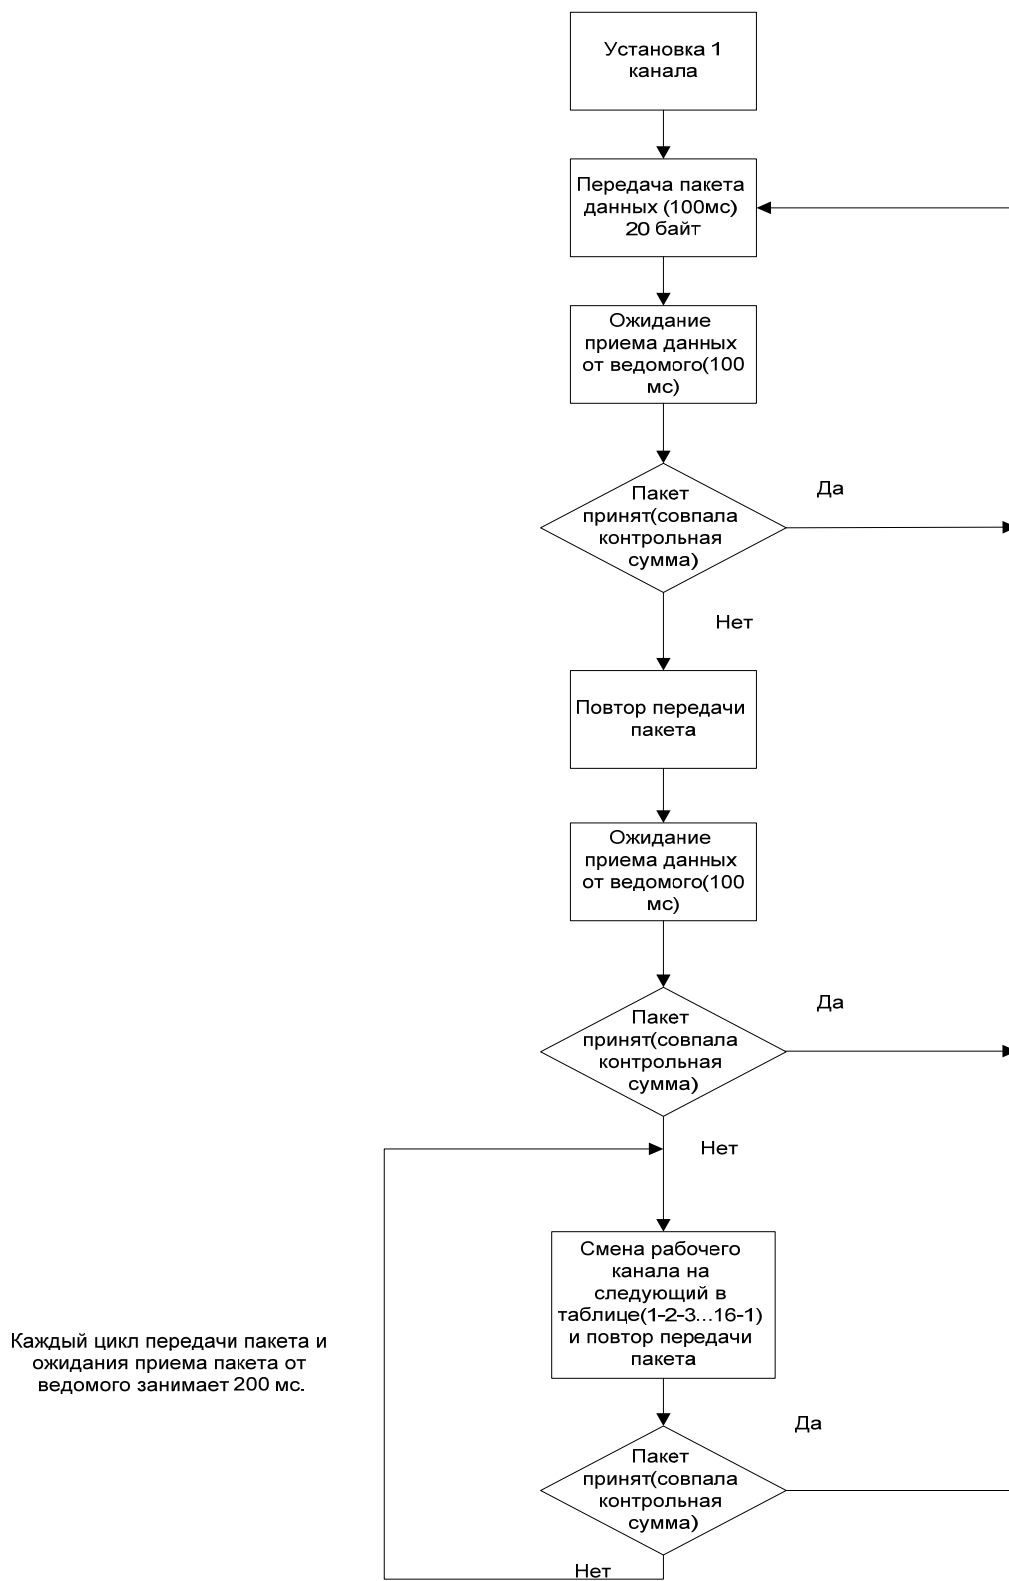 Установка 1
канала
Передача пакета
данных (100мс)
20 байт
Ожидание
приема данных
от ведомого(100
мс)
Пакет
принят(совпала
контрольная
сумма)
Да
Нет
Повтор передачи
пакета
Ожидание
приема данных
от ведомого(100
мс)
Пакет
принят(совпала
контрольная
сумма)
Да
Нет
Смена рабочего
канала на
следующий в
таблице(1-2-3...16-1)
и повтор передачи
пакета
Каждый цикл передачи пакета и
ожидания приема пакета от
ведомого занимает 200 мс.
Пакет
принят(совпала
контрольная
сумма)
Да
Нет